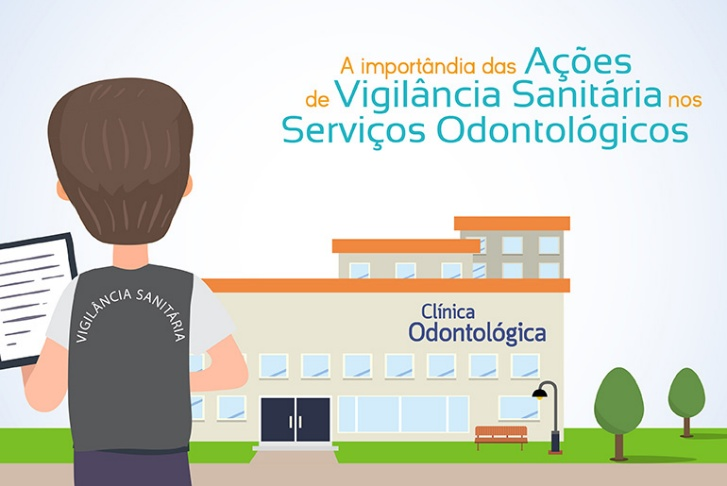 A importândia das Ações
de Vigilância Sanitária nos
Serviços Odontológicos
VIGILÂNCIA SANITÁRIA
Clínica
Odontológica